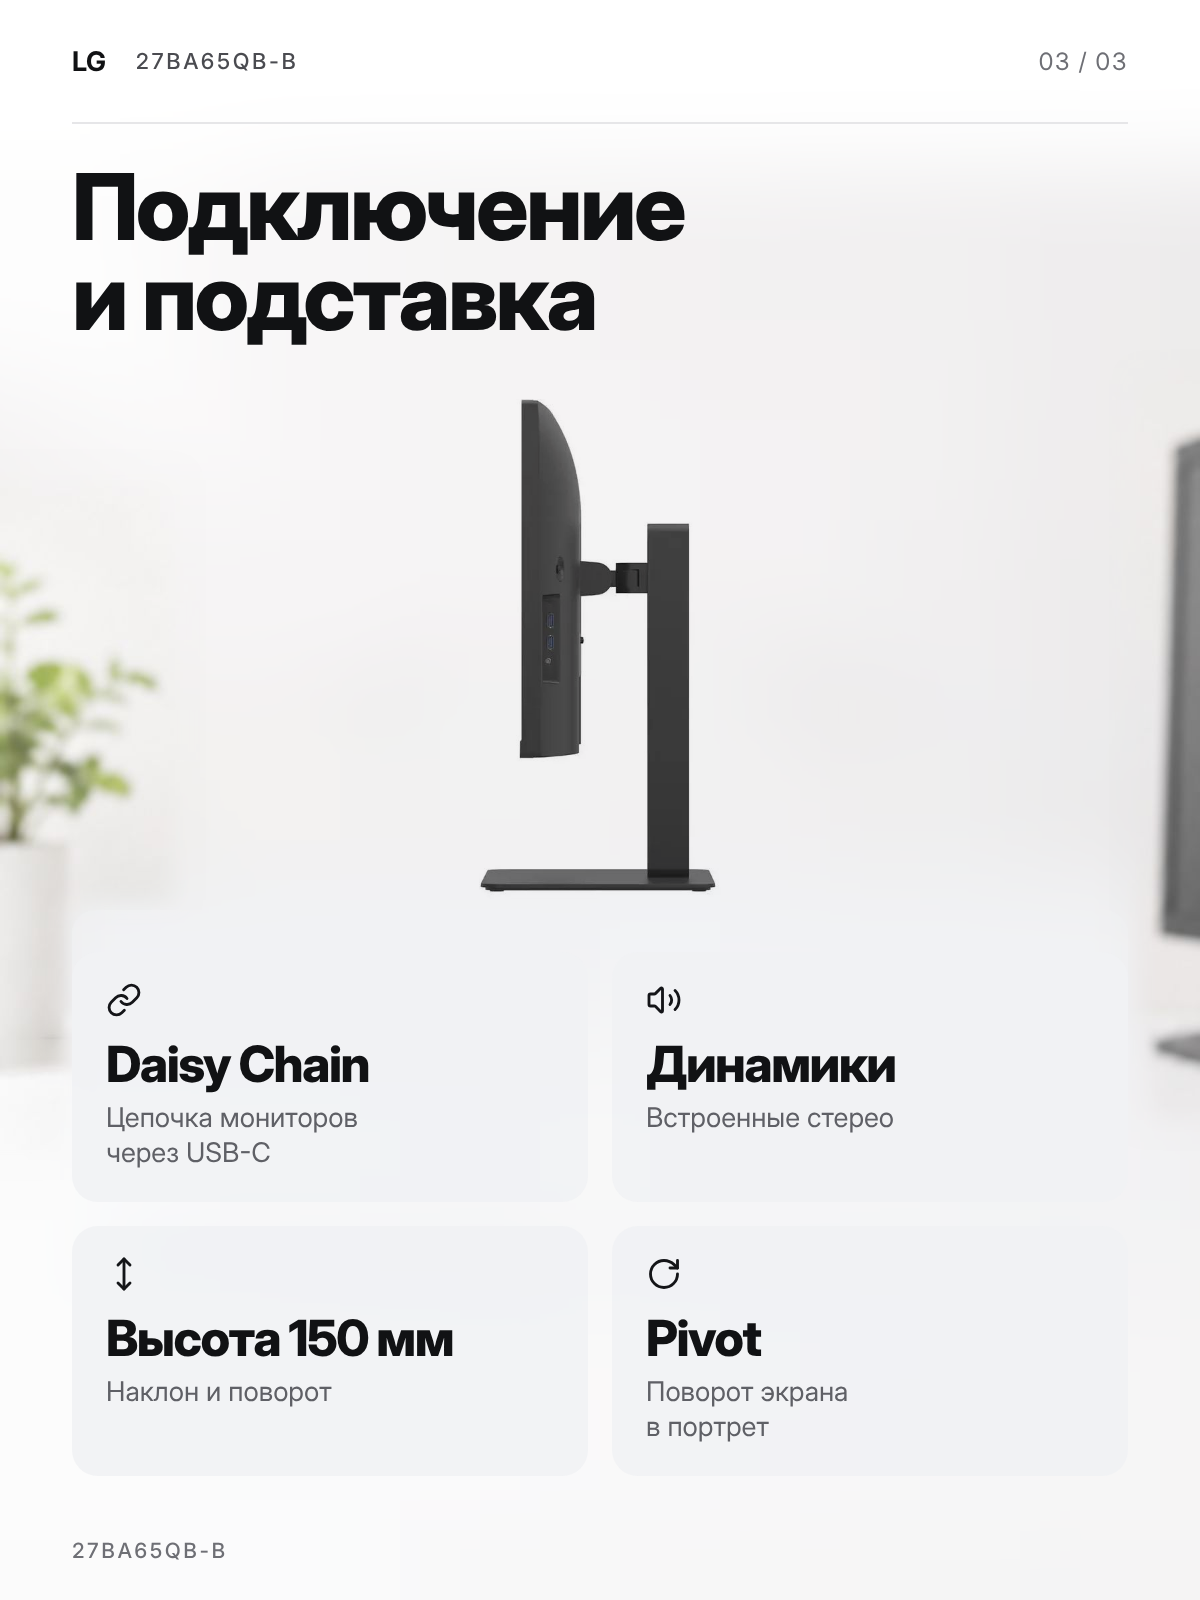 LG 27BA65QB-B 03 / 03
Подключение
и подставка
Daisy Chain
Цепочка мониторов
через USB-C
Динамики
Встроенные стерео
Высота 150 мм
Наклон и поворот
Pivot
Поворот экрана
в портрет
27BA65QB-B